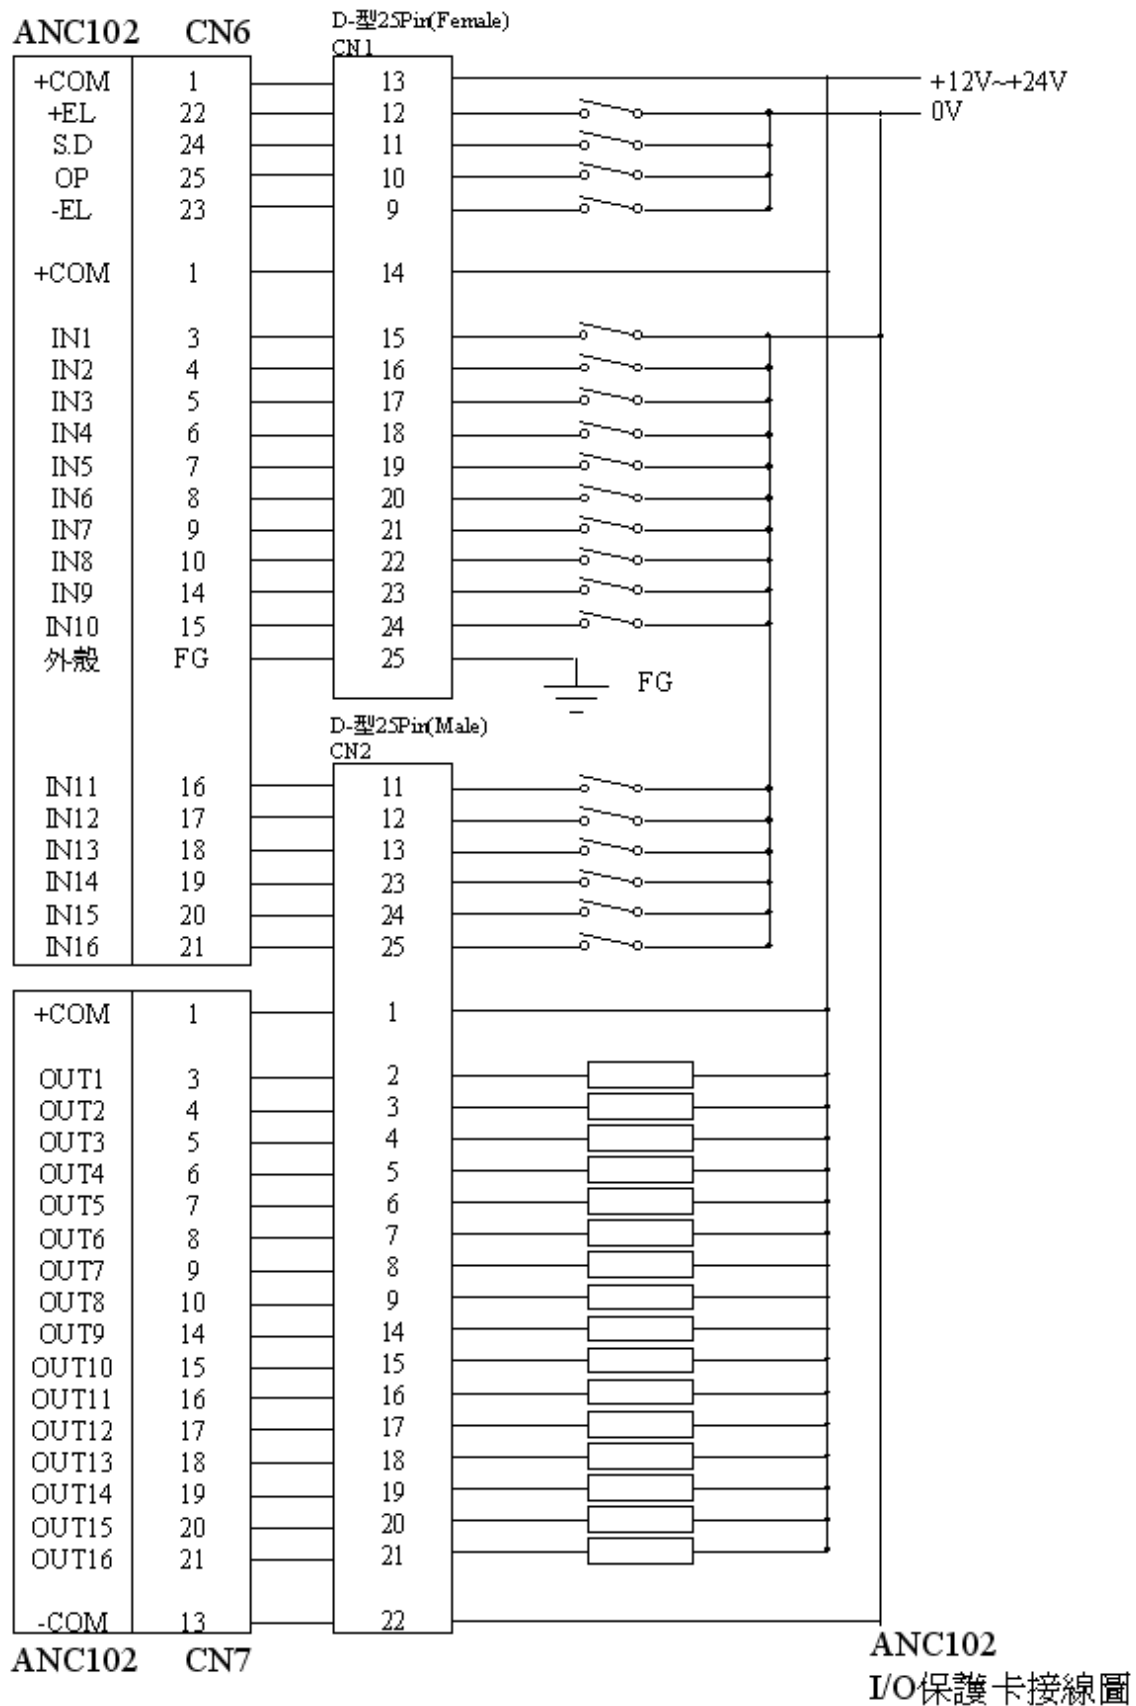 ANC102 CN6
D-型25Pin(Female)
CN1
+COM 1 13 +12V~+24V
+EL 22 12 0V
S.D 24 11
OP 25 10
-EL 23 9
+COM 1 14
IN1 3 15
IN2 4 16
IN3 5 17
IN4 6 18
IN5 7 19
IN6 8 20
IN7 9 21
IN8 10 22
IN9 14 23
IN10 15 24
外殼 FG 25 FG
D-型25Pin(Male)
CN2
IN11 16 11
IN12 17 12
IN13 18 13
IN14 19 23
IN15 20 24
IN16 21 25
+COM 1 1
OUT1 3 2
OUT2 4 3
OUT3 5 4
OUT4 6 5
OUT5 7 6
OUT6 8 7
OUT7 9 8
OUT8 10 9
OUT9 14 14
OUT10 15 15
OUT11 16 16
OUT12 17 17
OUT13 18 18
OUT14 19 19
OUT15 20 20
OUT16 21 21
-COM 13 22
ANC102 CN7
ANC102
I/O保護卡接線圖